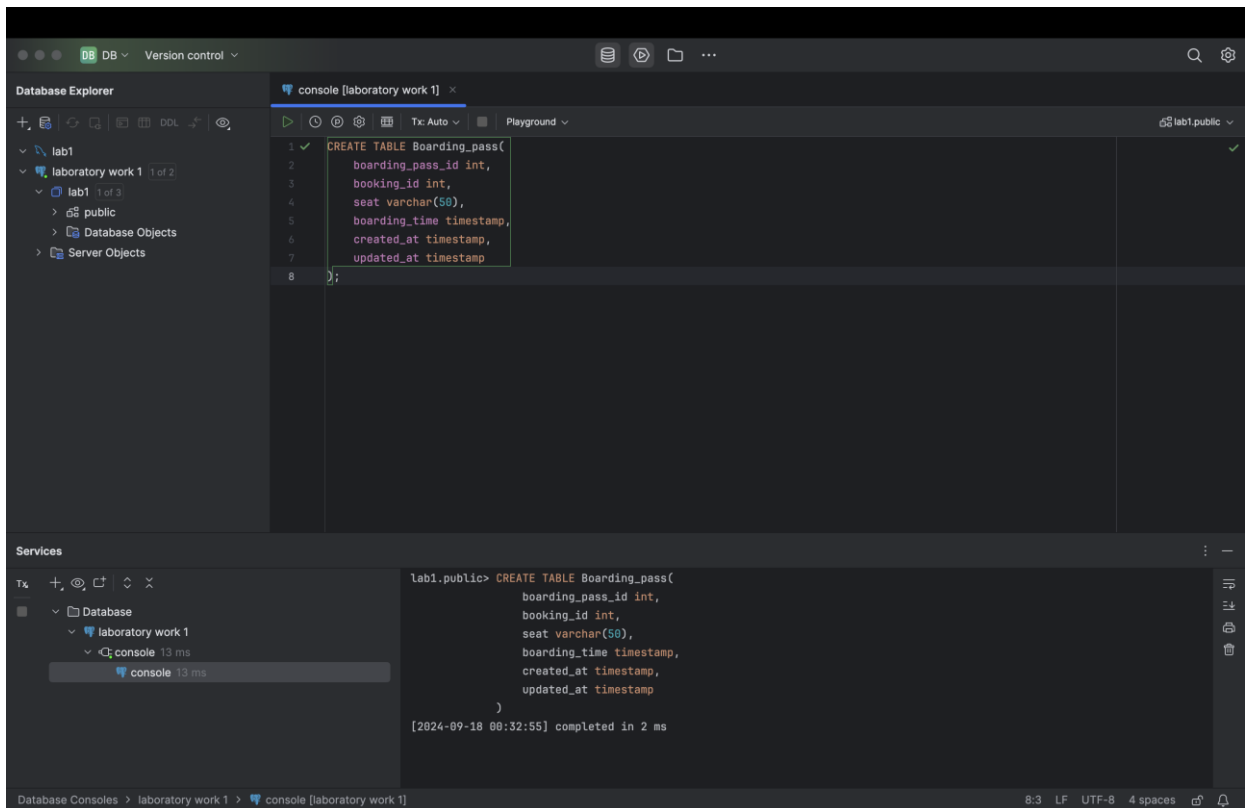 DB DB Version control
Database Explorer
console [laboratory work 1]
DDL
Tx: Auto
Playground
lab1.public
lab1
laboratory work 1 1 of 2
lab1 1 of 3
public
Database Objects
Server Objects
1 CREATE TABLE Boarding_pass(
2 boarding_pass_id int,
3 booking_id int,
4 seat varchar(50),
5 boarding_time timestamp,
6 created_at timestamp,
7 updated_at timestamp
8 );
Services
Tx
Database
laboratory work 1
console 13 ms
console 13 ms
lab1.public> CREATE TABLE Boarding_pass(
boarding_pass_id int,
booking_id int,
seat varchar(50),
boarding_time timestamp,
created_at timestamp,
updated_at timestamp
)
[2024-09-18 00:32:55] completed in 2 ms
Database Consoles > laboratory work 1 > console [laboratory work 1]
8:3 LF UTF-8 4 spaces